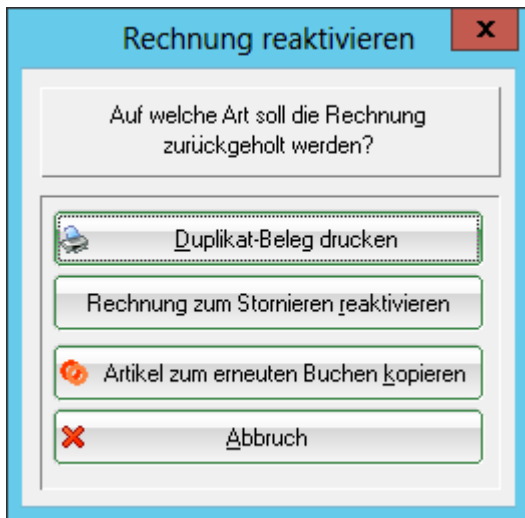 Rechnung reaktivieren
x
Auf welche Art soll die Rechnung
zurückgeholt werden?
Duplikat-Beleg drucken
Rechnung zum Stornieren reaktivieren
Artikel zum erneuten Buchen kopieren
Abbruch